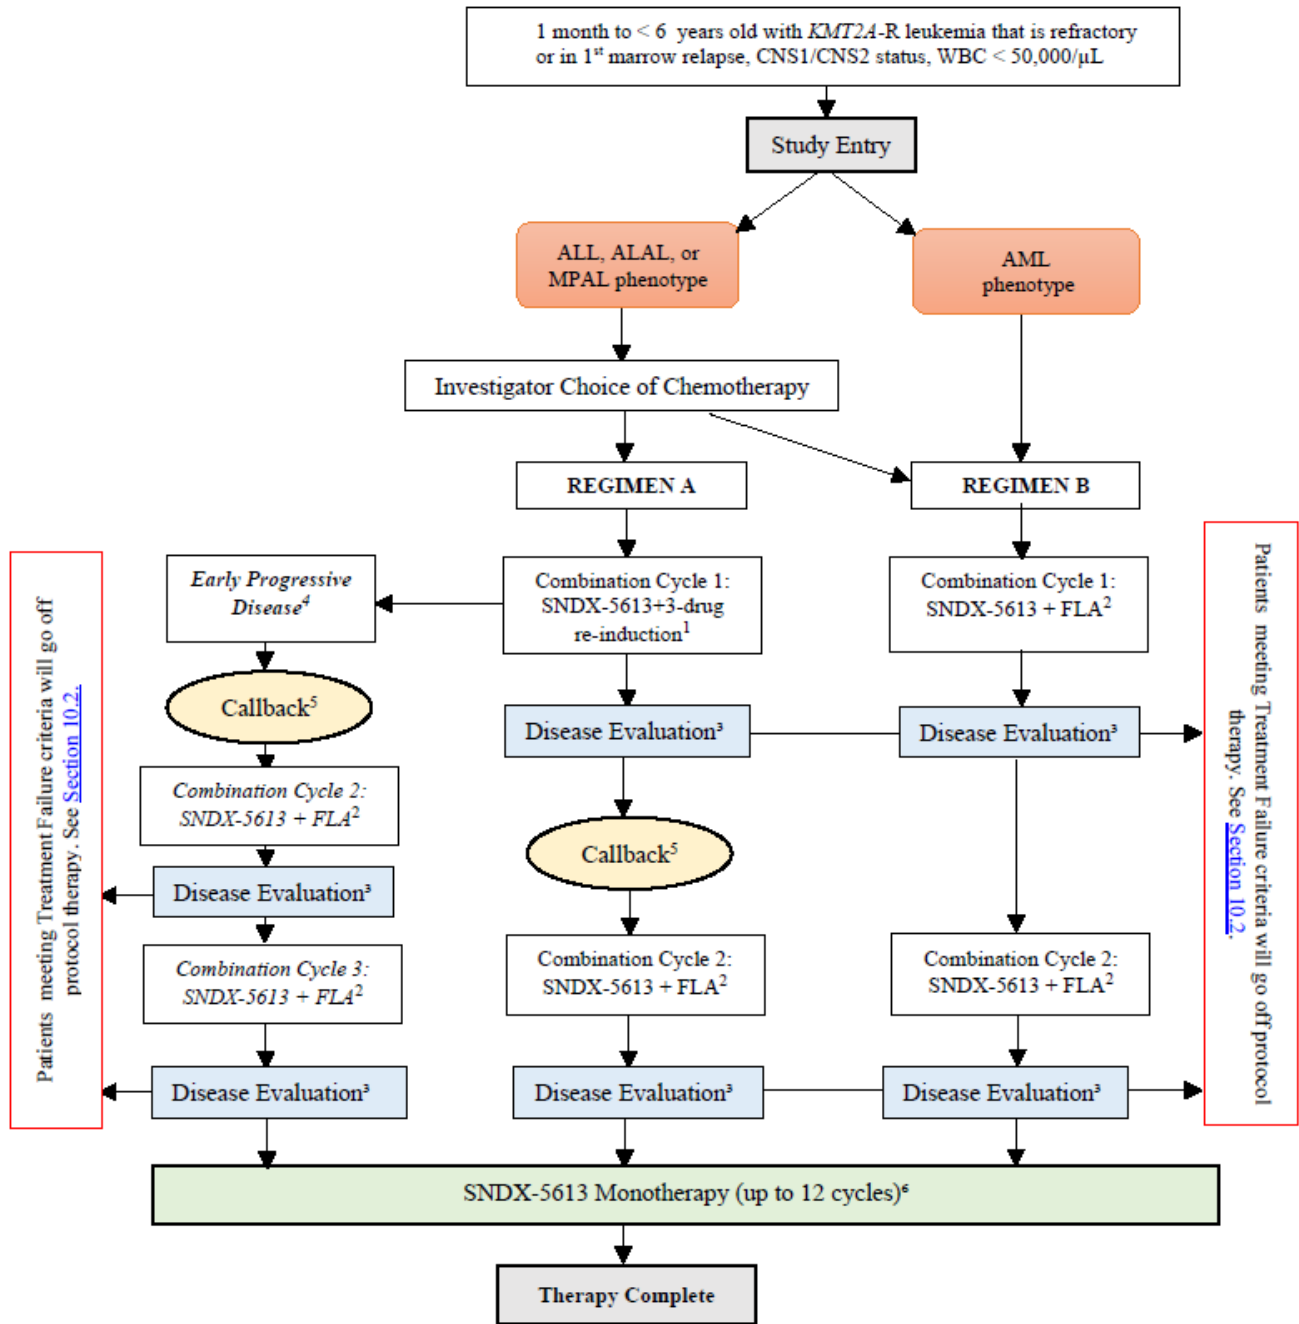 1 month to < 6 years old with KMT2A-R leukemia that is refractory
or in 1st marrow relapse, CNS1/CNS2 status, WBC < 50,000/µL
Study Entry
ALL, ALAL, or
MPAL phenotype
AML
phenotype
Investigator Choice of Chemotherapy
REGIMEN A
REGIMEN B
Early Progressive
Disease4
Combination Cycle 1:
SNDX-5613+3-drug
re-induction1
Combination Cycle 1:
SNDX-5613 + FLA2
Callback5
Disease Evaluation³
Disease Evaluation³
Combination Cycle 2:
SNDX-5613 + FLA2
Callback5
Disease Evaluation³
Combination Cycle 3:
SNDX-5613 + FLA2
Combination Cycle 2:
SNDX-5613 + FLA2
Combination Cycle 2:
SNDX-5613 + FLA2
Disease Evaluation³
Disease Evaluation³
Disease Evaluation³
Patients meeting Treatment Failure criteria will go off
protocol therapy. See Section 10.2.
Patients meeting Treatment Failure criteria will go off protocol
therapy. See Section 10.2.
SNDX-5613 Monotherapy (up to 12 cycles)⁶
Therapy Complete